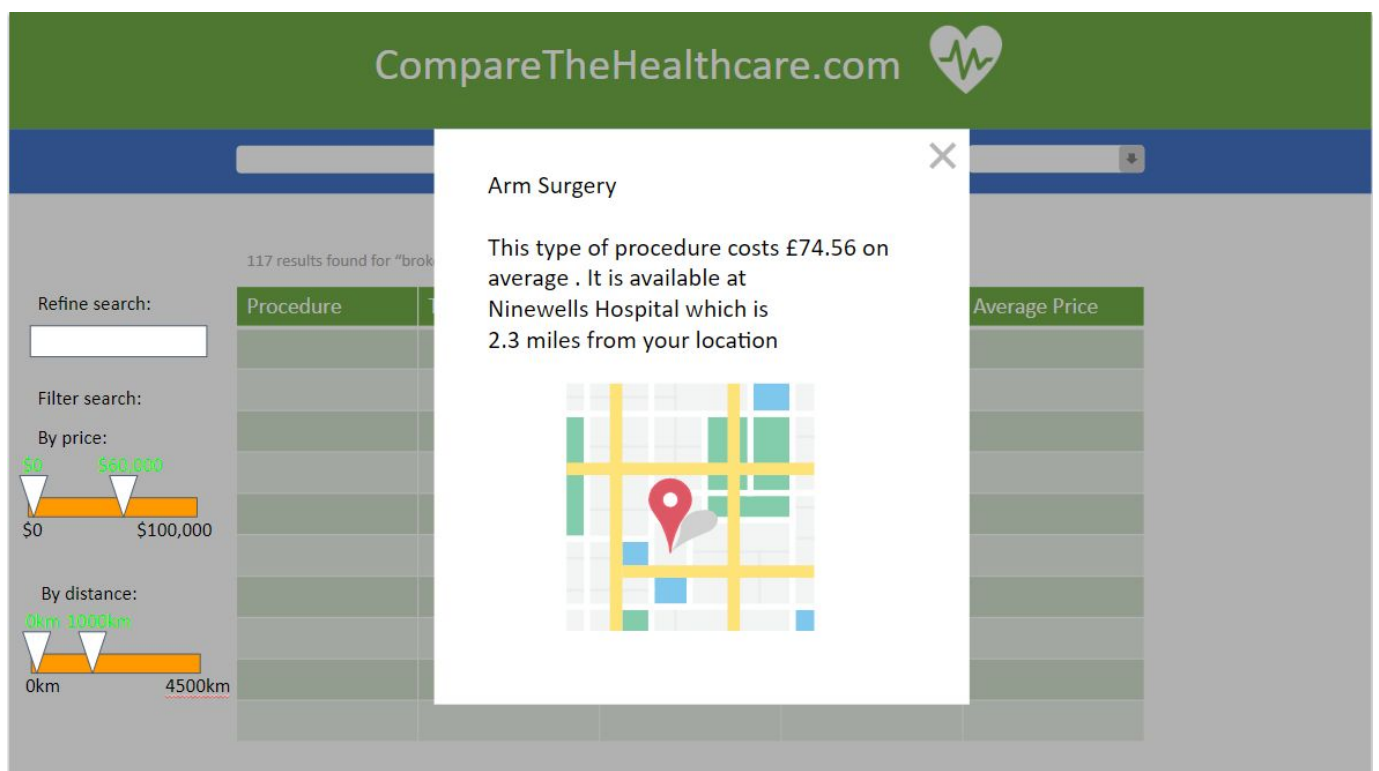 CompareTheHealthcare.com
Arm Surgery
This type of procedure costs £74.56 on
average . It is available at
Ninewells Hospital which is
2.3 miles from your location
117 results found for “brok
Refine search:
Procedure T Average Price
Filter search:
By price:
$0 $60,000
$0 $100,000
By distance:
0km 1000km
0km 4500km